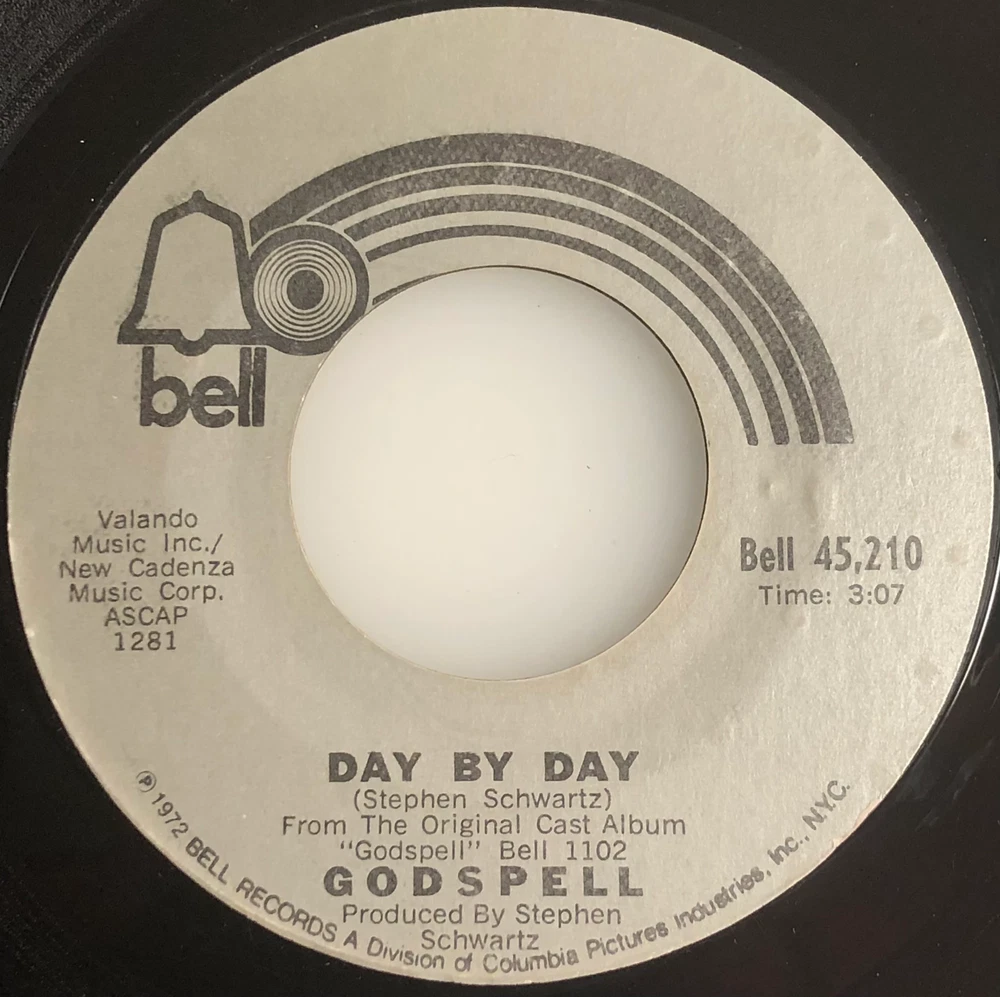 bell
Valando
Music Inc./
New Cadenza
Music Corp.
ASCAP
1281
Bell 45,210
Time: 3:07
DAY BY DAY
(Stephen Schwartz)
From The Original Cast Album
"Godspell" Bell 1102
GODSPELL
Produced By Stephen
Schwartz
℗ 1972 BELL RECORDS A Division of Columbia Pictures Industries, Inc., N.Y.C.